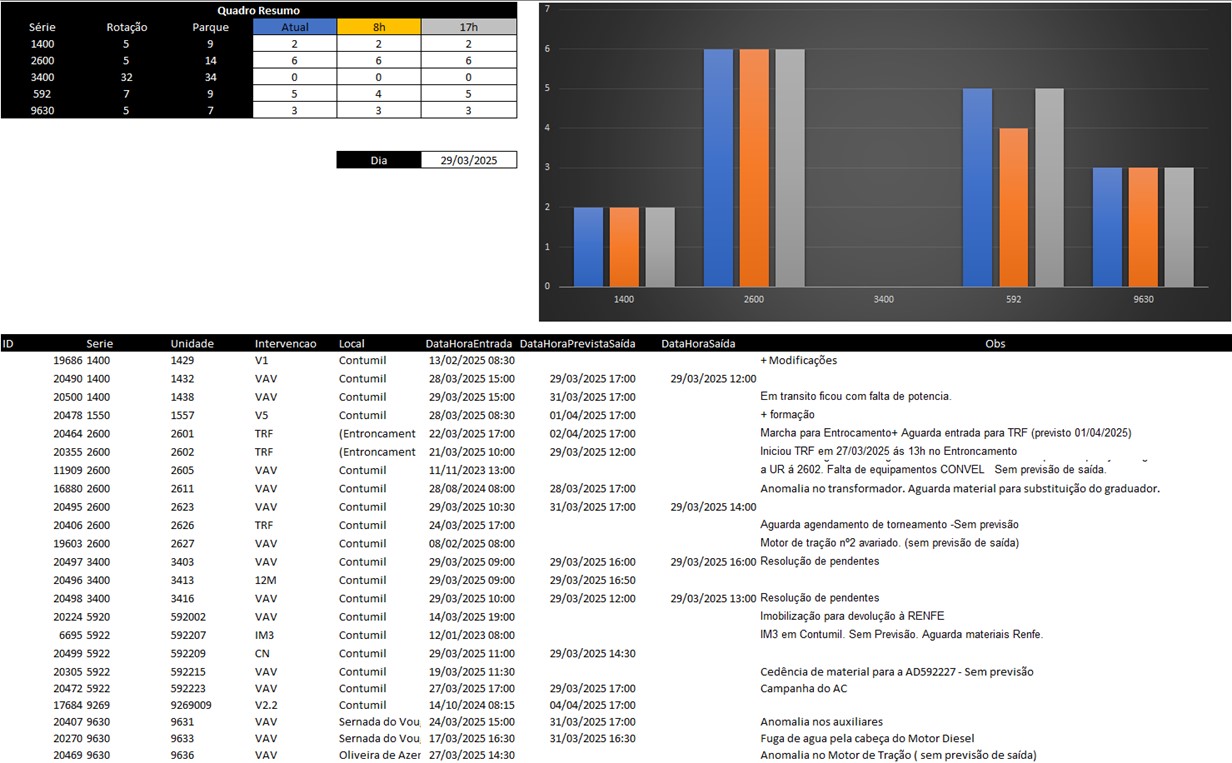 Quadro Resumo
Série Rotação Parque Atual 8h 17h
1400 5 9 2 2 2
2600 5 14 6 6 6
3400 32 34 0 0 0
592 7 9 5 4 5
9630 5 7 3 3 3
Dia 29/03/2025
7
6
5
4
3
2
1
0
1400 2600 3400 592 9630
ID Serie Unidade Intervencao Local DataHoraEntrada DataHoraPrevistaSaída DataHoraSaída Obs
19686 1400 1429 V1 Contumil 13/02/2025 08:30 + Modificações
20490 1400 1432 VAV Contumil 28/03/2025 15:00 29/03/2025 17:00 29/03/2025 12:00
20500 1400 1438 VAV Contumil 29/03/2025 15:00 31/03/2025 17:00 Em transito ficou com falta de potencia.
20478 1550 1557 V5 Contumil 28/03/2025 08:30 01/04/2025 17:00 + formação
20464 2600 2601 TRF (Entroncament 22/03/2025 17:00 02/04/2025 17:00 Marcha para Entrocamento+ Aguarda entrada para TRF (previsto 01/04/2025)
20355 2600 2602 TRF (Entroncament 21/03/2025 10:00 29/03/2025 12:00 Iniciou TRF em 27/03/2025 ás 13h no Entroncamento
11909 2600 2605 VAV Contumil 11/11/2023 13:00 a UR á 2602. Falta de equipamentos CONVEL Sem previsão de saída.
16880 2600 2611 VAV Contumil 28/08/2024 08:00 28/03/2025 17:00 Anomalia no transformador. Aguarda material para substituição do graduador.
20495 2600 2623 VAV Contumil 29/03/2025 10:30 31/03/2025 17:00 29/03/2025 14:00
20406 2600 2626 TRF Contumil 24/03/2025 17:00 Aguarda agendamento de torneamento -Sem previsão
19603 2600 2627 VAV Contumil 08/02/2025 08:00 Motor de tração nº2 avariado. (sem previsão de saída)
20497 3400 3403 VAV Contumil 29/03/2025 09:00 29/03/2025 16:00 29/03/2025 16:00 Resolução de pendentes
20496 3400 3413 12M Contumil 29/03/2025 09:00 29/03/2025 16:50
20498 3400 3416 VAV Contumil 29/03/2025 10:00 29/03/2025 12:00 29/03/2025 13:00 Resolução de pendentes
20224 5920 592002 VAV Contumil 14/03/2025 19:00 Imobilização para devolução à RENFE
6695 5922 592207 IM3 Contumil 12/01/2023 08:00 IM3 em Contumil. Sem Previsão. Aguarda materiais Renfe.
20499 5922 592209 CN Contumil 29/03/2025 11:00 29/03/2025 14:30
20305 5922 592215 VAV Contumil 19/03/2025 11:30 Cedência de material para a AD592227 - Sem previsão
20472 5922 592223 VAV Contumil 27/03/2025 17:00 29/03/2025 17:00 Campanha do AC
17684 9269 9269009 V2.2 Contumil 14/10/2024 08:15 04/04/2025 17:00
20407 9630 9631 VAV Sernada do Vou 24/03/2025 15:00 31/03/2025 17:00 Anomalia nos auxiliares
20270 9630 9633 VAV Sernada do Vou 17/03/2025 16:30 31/03/2025 16:30 Fuga de agua pela cabeça do Motor Diesel
20469 9630 9636 VAV Oliveira de Azer 27/03/2025 14:30 Anomalia no Motor de Tração ( sem previsão de saída)